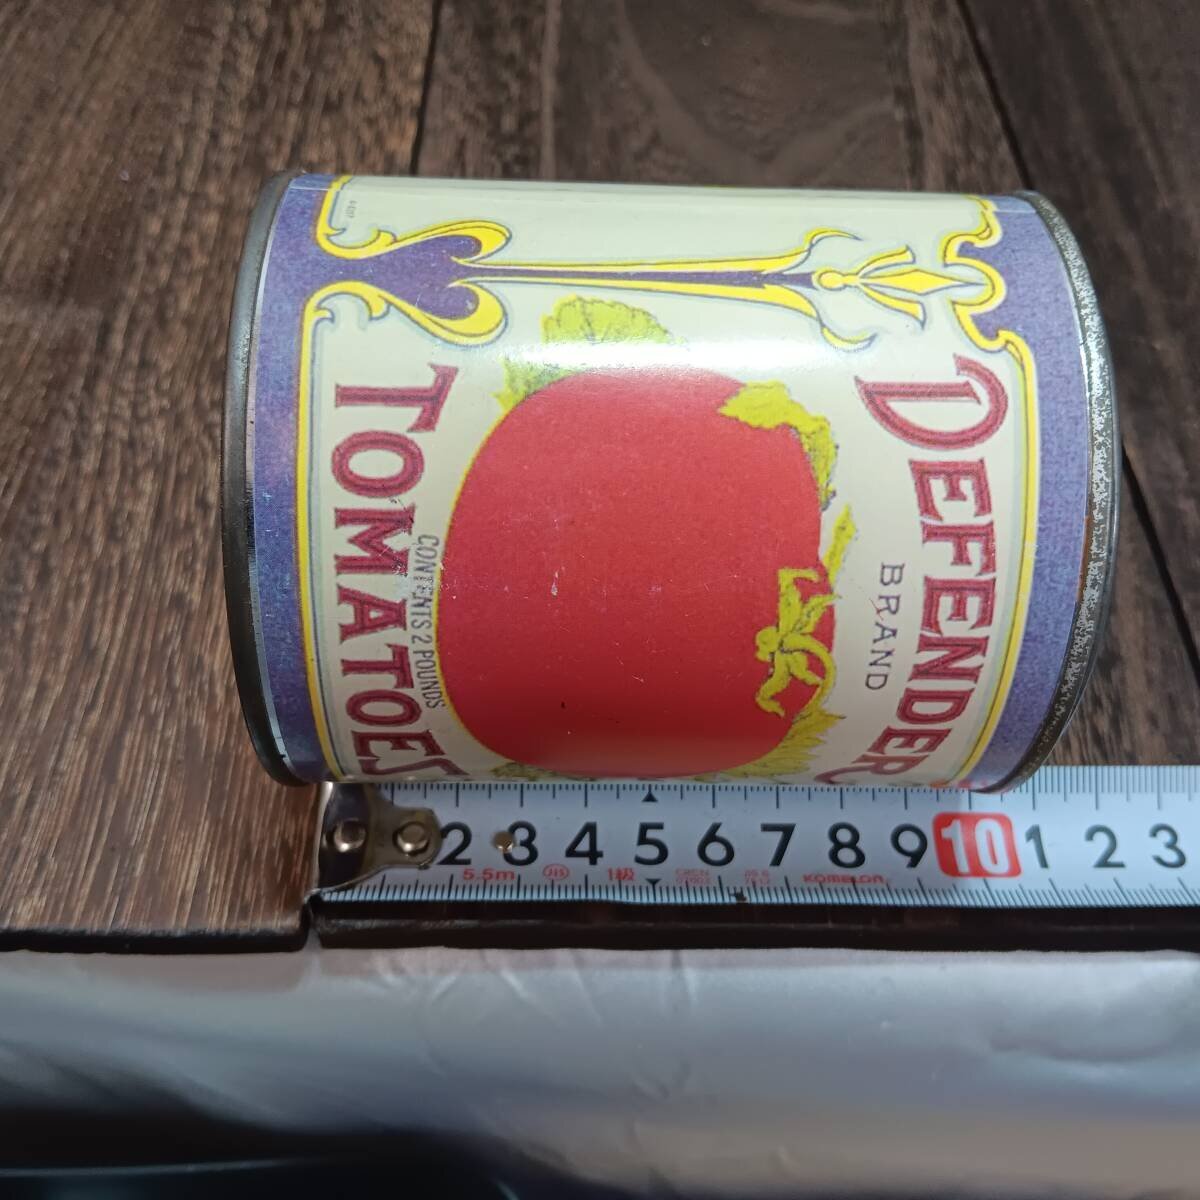 DEFENDER
BRAND
TOMATOES
CONTENTS 2 POUNDS
2 3 4 5 6 7 8 9 10 1 2 3
5.5m JIS 1級 KOMELON